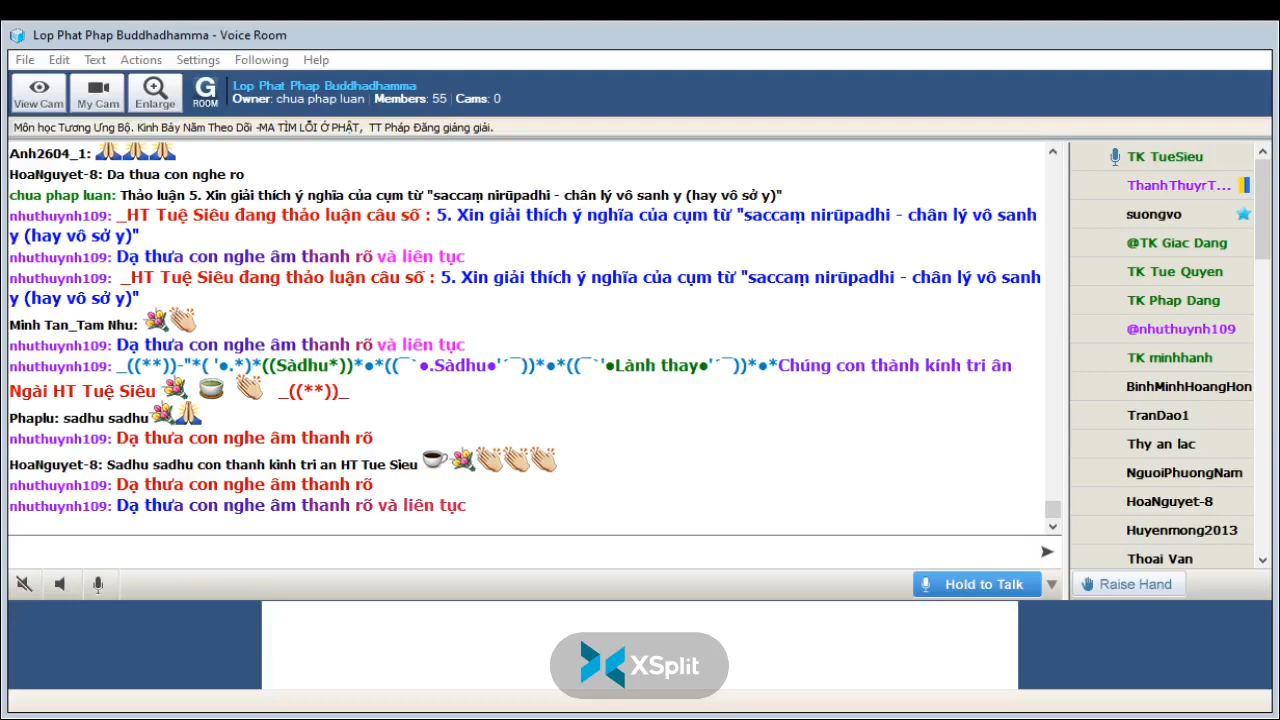 Lop Phat Phap Buddhadhamma - Voice Room
File Edit Text Actions Settings Following Help
View Cam My Cam Enlarge G ROOM
Lop Phat Phap Buddhadhamma
Owner: chua phap luan | Members: 55 | Cams: 0
Môn học Tương Ưng Bộ. Kinh Bảy Năm Theo Dõi -MA TÌM LỖI Ở PHẬT, TT Pháp Đăng giảng giải.
Anh2604_1:
HoaNguyet-8: Da thua con nghe ro
chua phap luan: Thảo luận 5. Xin giải thích ý nghĩa của cụm từ "saccaṃ nirūpadhi - chân lý vô sanh y (hay vô sở y)"
nhuthuynh109: _HT Tuệ Siêu đang thảo luận câu số : 5. Xin giải thích ý nghĩa của cụm từ "saccaṃ nirūpadhi - chân lý vô sanh
y (hay vô sở y)"
nhuthuynh109: Dạ thưa con nghe âm thanh rõ và liên tục
nhuthuynh109: _HT Tuệ Siêu đang thảo luận câu số : 5. Xin giải thích ý nghĩa của cụm từ "saccaṃ nirūpadhi - chân lý vô sanh
y (hay vô sở y)"
Minh Tan_Tam Nhu:
nhuthuynh109: Dạ thưa con nghe âm thanh rõ và liên tục
nhuthuynh109: _((**))-"*( '●.*)*((Sàdhu*))*●*((¯`●.Sàdhu●'´¯))*●*((¯`'●Lành thay●'´¯))*●*Chúng con thành kính tri ân
Ngài HT Tuệ Siêu _((**))_
Phaplu: sadhu sadhu
nhuthuynh109: Dạ thưa con nghe âm thanh rõ
HoaNguyet-8: Sadhu sadhu con thanh kinh tri an HT Tue Sieu
nhuthuynh109: Dạ thưa con nghe âm thanh rõ
nhuthuynh109: Dạ thưa con nghe âm thanh rõ và liên tục
Hold to Talk
TK TueSieu
ThanhThuyrT...
suongvo
@TK Giac Dang
TK Tue Quyen
TK Phap Dang
@nhuthuynh109
TK minhhanh
BinhMinhHoangHon
TranDao1
Thy an lac
NguoiPhuongNam
HoaNguyet-8
Huyenmong2013
Thoai Van
Raise Hand
XSplit